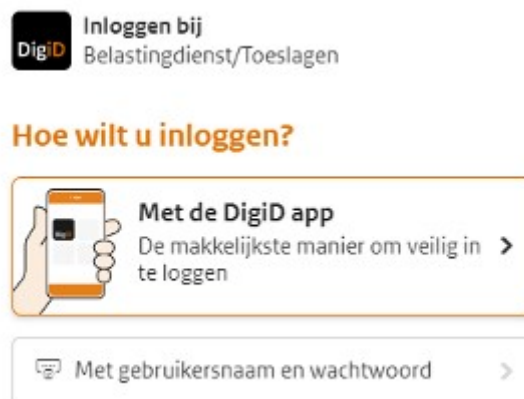 DigiD
Inloggen bij
Belastingdienst/Toeslagen
Hoe wilt u inloggen?
Met de DigiD app
De makkelijkste manier om veilig in
te loggen
Met gebruikersnaam en wachtwoord